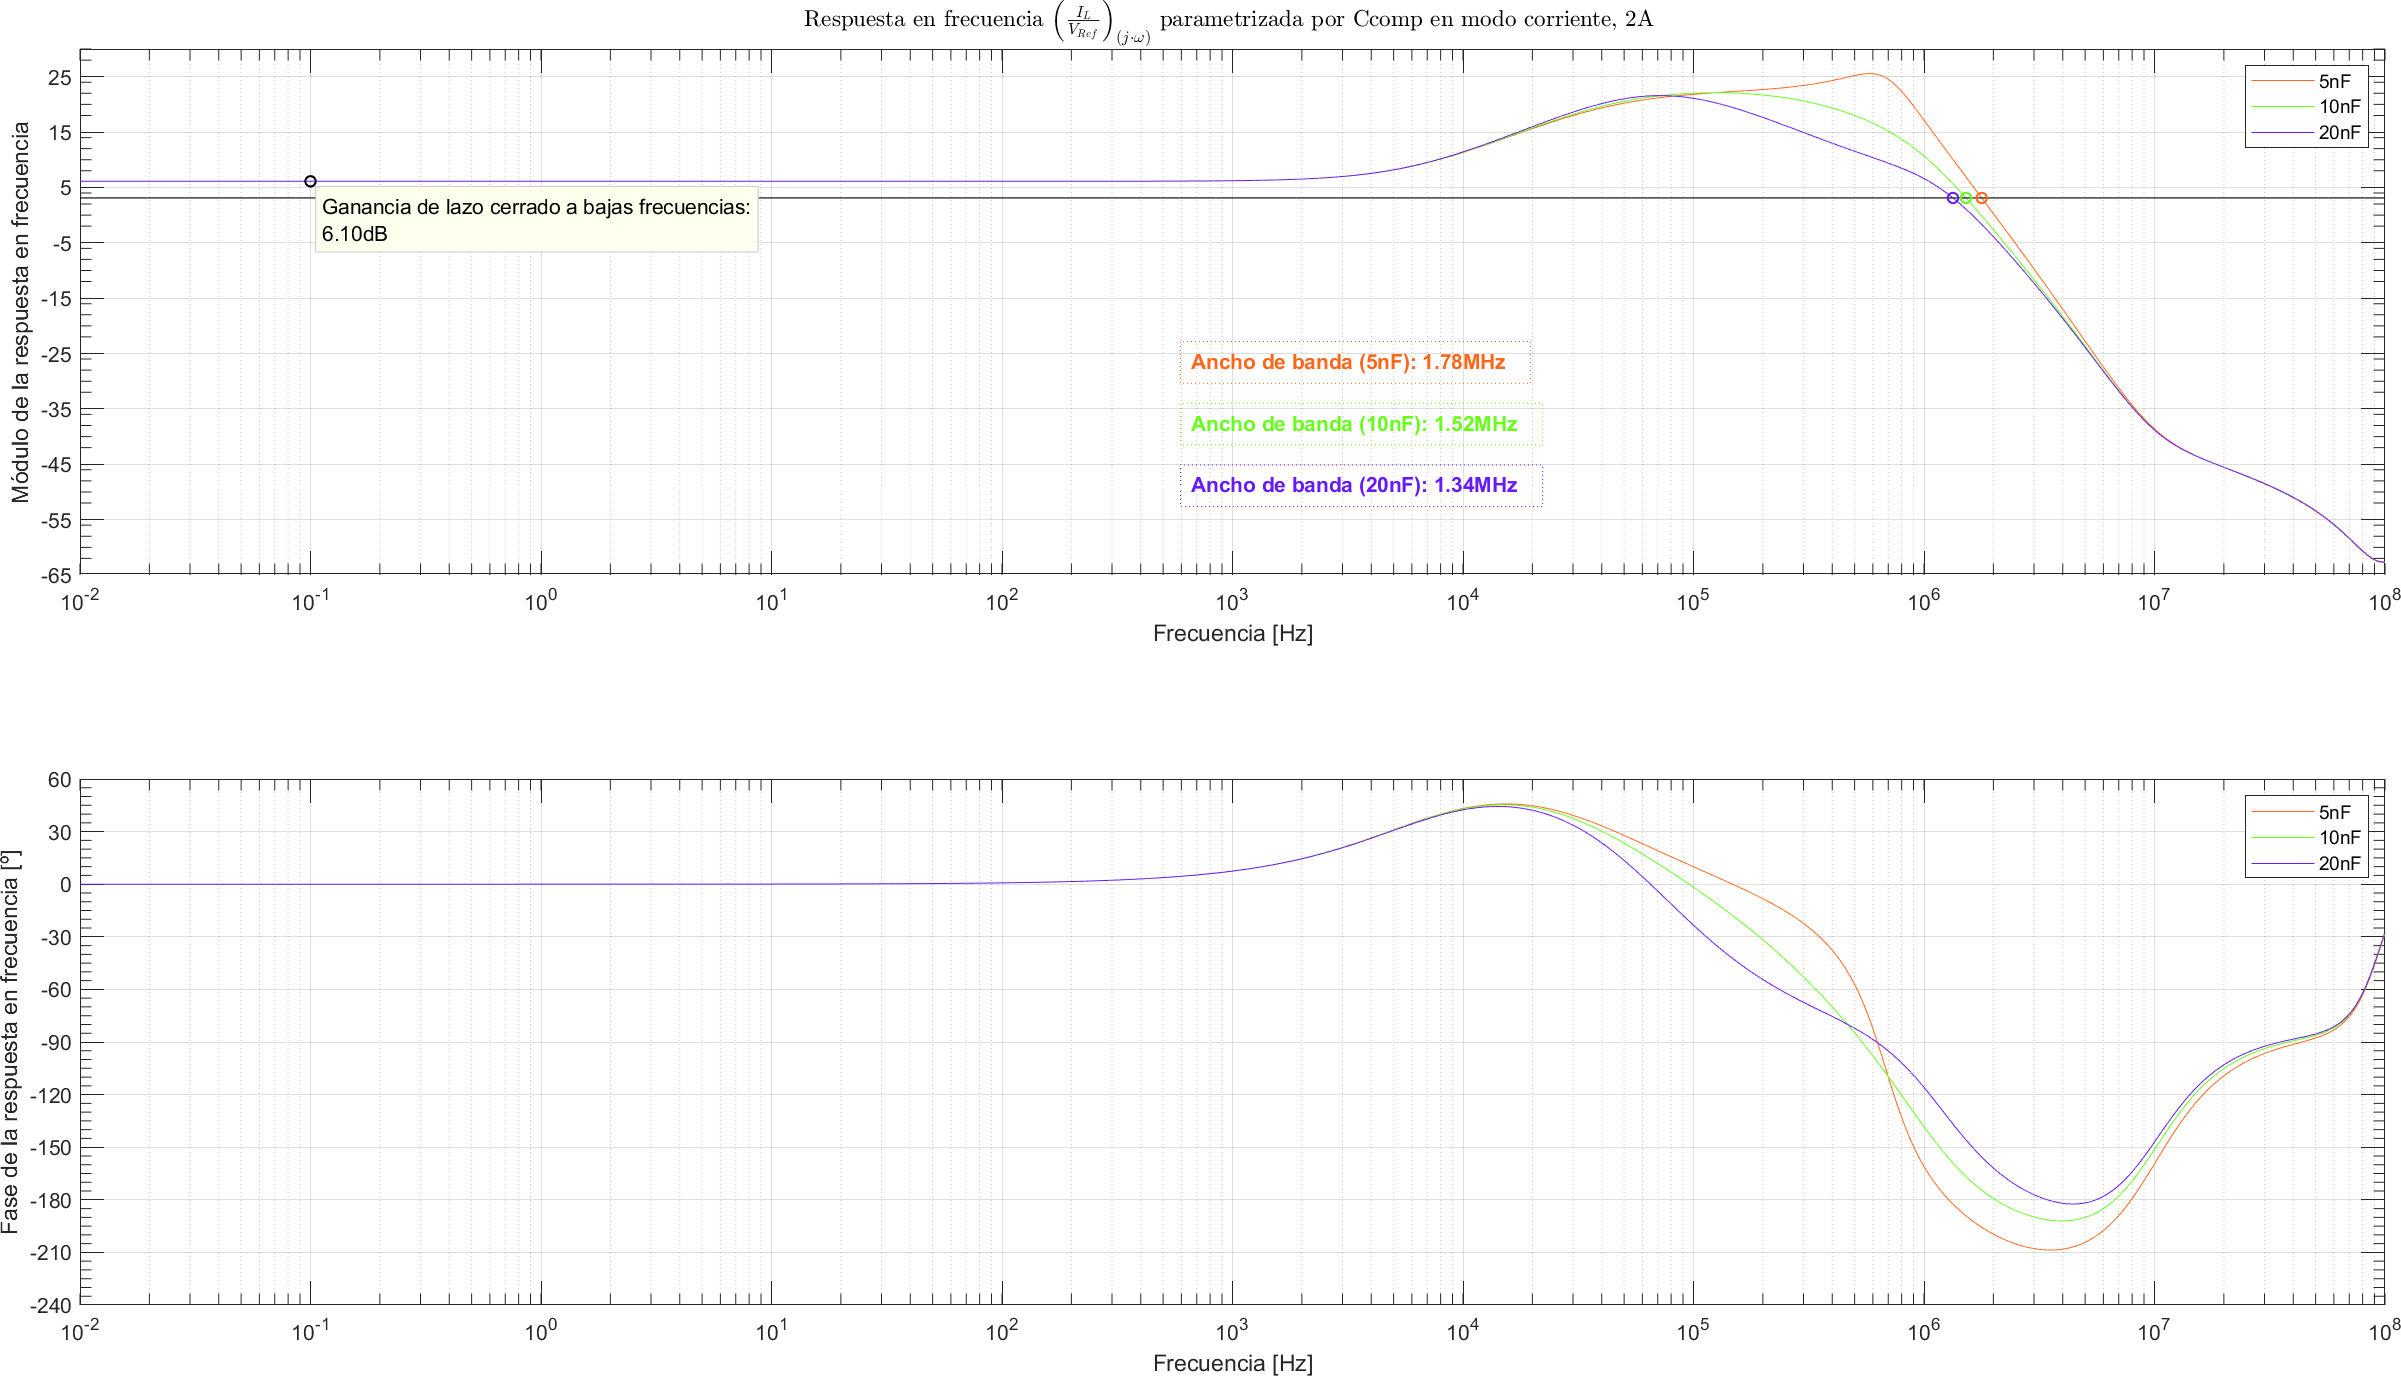 Respuesta en frecuencia (I_L/V_Ref)_(j·ω) parametrizada por Ccomp en modo corriente, 2A
Módulo de la respuesta en frecuencia
25
15
5
-5
-15
-25
-35
-45
-55
-65
5nF
10nF
20nF
Ganancia de lazo cerrado a bajas frecuencias:
6.10dB
Ancho de banda (5nF): 1.78MHz
Ancho de banda (10nF): 1.52MHz
Ancho de banda (20nF): 1.34MHz
10^-2 10^-1 10^0 10^1 10^2 10^3 10^4 10^5 10^6 10^7 10^8
Frecuencia [Hz]
Fase de la respuesta en frecuencia [º]
60
30
0
-30
-60
-90
-120
-150
-180
-210
-240
5nF
10nF
20nF
10^-2 10^-1 10^0 10^1 10^2 10^3 10^4 10^5 10^6 10^7 10^8
Frecuencia [Hz]